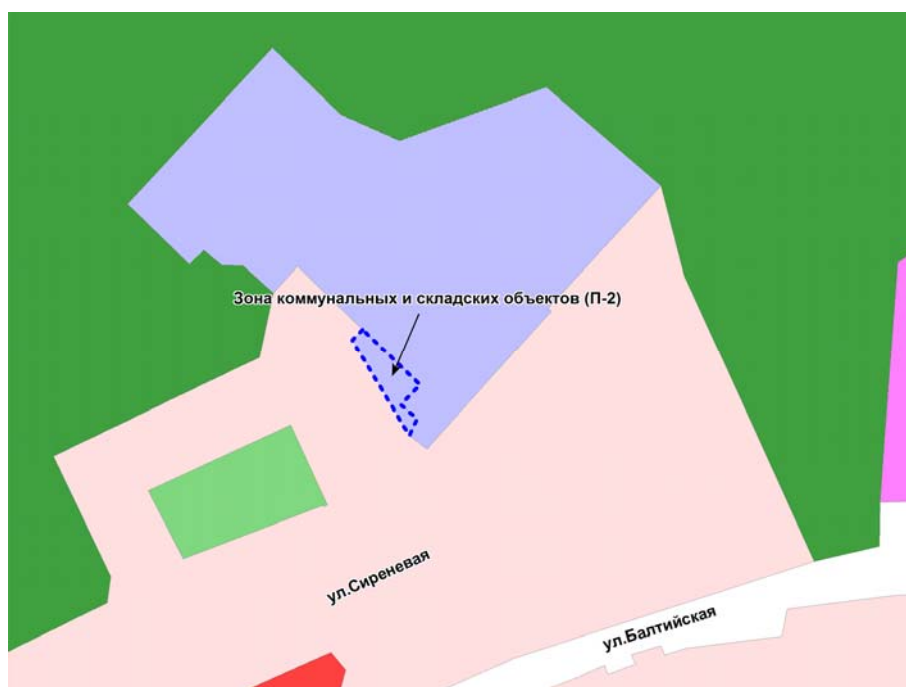 Зона коммунальных и складских объектов (П-2)
ул.Сиреневая
ул.Балтийская